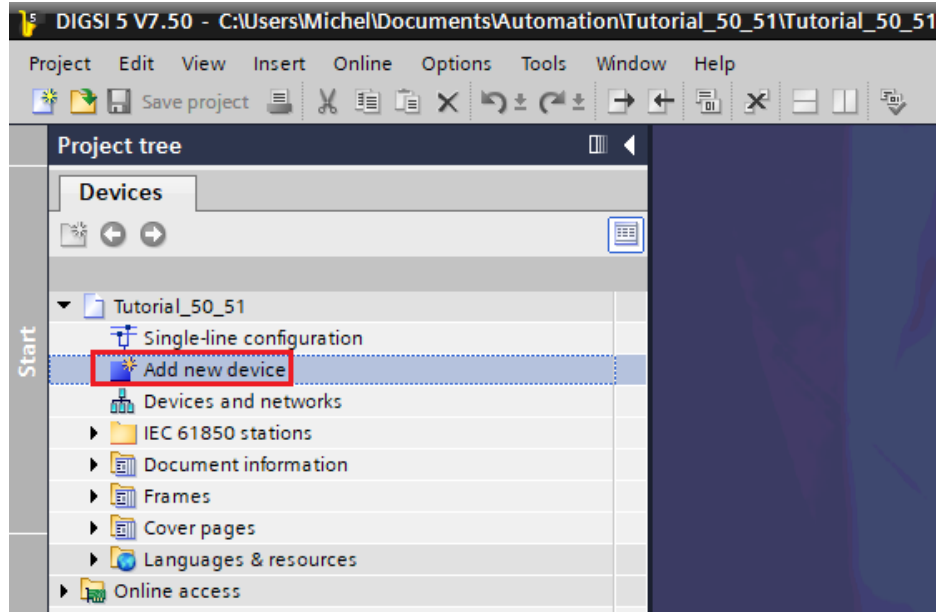 DIGSI 5 V7.50 - C:\Users\Michel\Documents\Automation\Tutorial_50_51\Tutorial_50_51
Project Edit View Insert Online Options Tools Window Help
Save project
Project tree
Devices
Tutorial_50_51
Single-line configuration
Start
Add new device
Devices and networks
IEC 61850 stations
Document information
Frames
Cover pages
Languages & resources
Online access